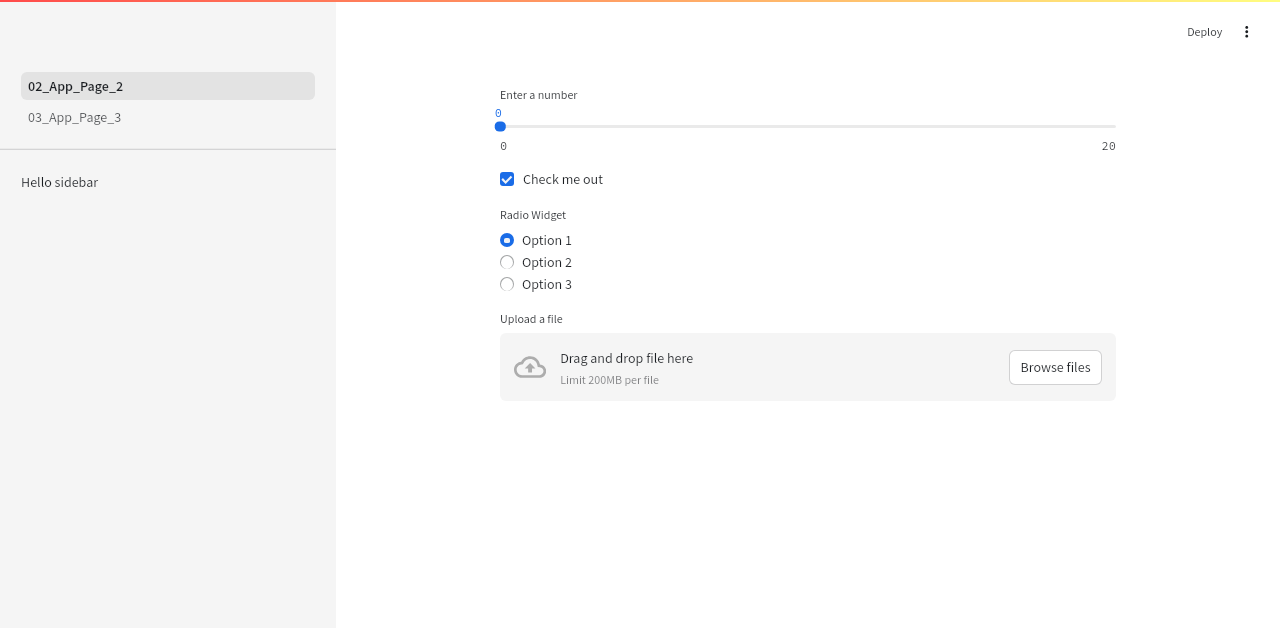 Deploy
02_App_Page_2
03_App_Page_3
Hello sidebar
Enter a number
0
0
20
Check me out
Radio Widget
Option 1
Option 2
Option 3
Upload a file
Drag and drop file here
Limit 200MB per file
Browse files